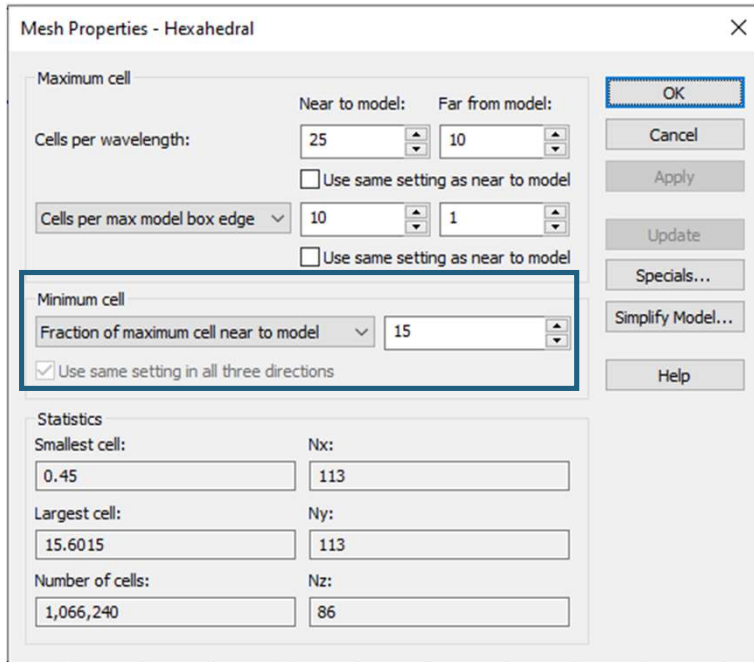 Mesh Properties - Hexahedral
Maximum cell
Near to model: Far from model:
Cells per wavelength: 25 10
Use same setting as near to model
Cells per max model box edge 10 1
Use same setting as near to model
Minimum cell
Fraction of maximum cell near to model 15
Use same setting in all three directions
Statistics
Smallest cell: Nx:
0.45 113
Largest cell: Ny:
15.6015 113
Number of cells: Nz:
1,066,240 86
OK
Cancel
Apply
Update
Specials...
Simplify Model...
Help